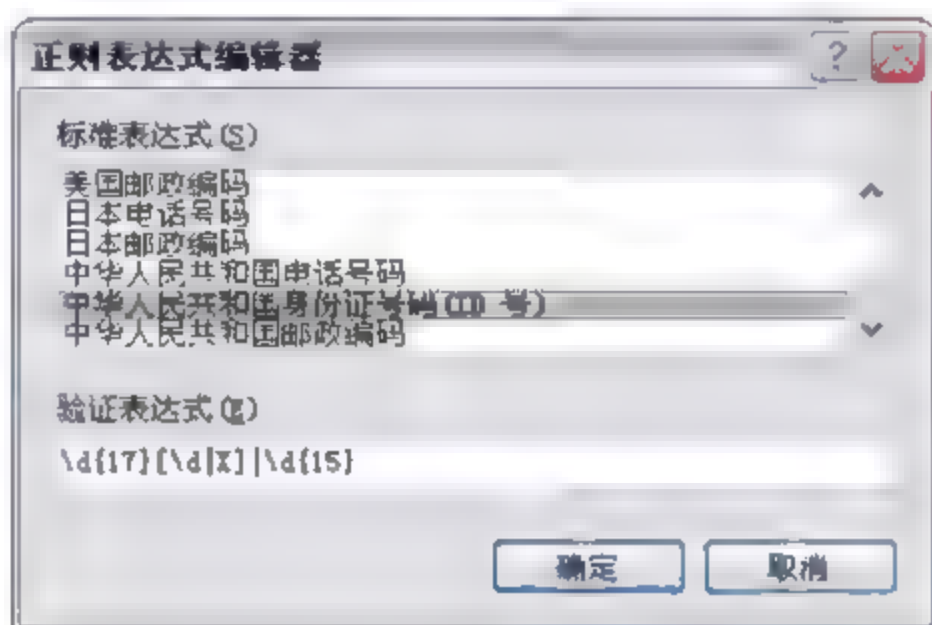 正则表达式编辑器
?
标准表达式(S)
美国邮政编码
日本电话号码
日本邮政编码
中华人民共和国电话号码
中华人民共和国身份证号码(ID 号)
中华人民共和国邮政编码
验证表达式(E)
\d{17}[\d|X]|\d{15}
确定
取消